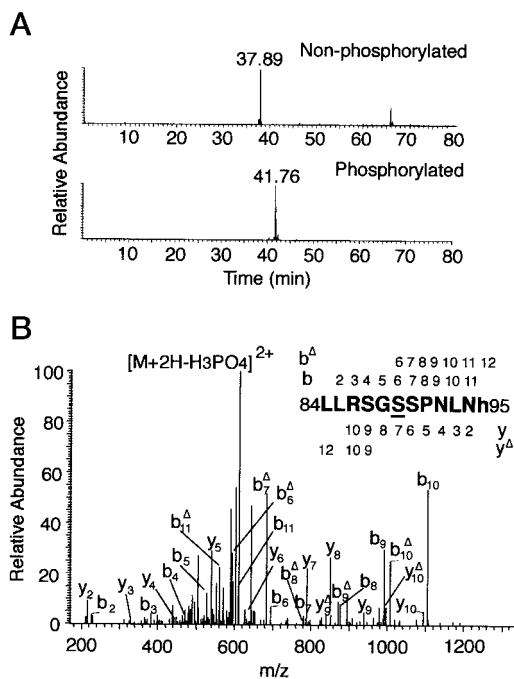 A
Non-phosphorylated
37.89
Relative Abundance
10 20 30 40 50 60 70 80
Phosphorylated
41.76
10 20 30 40 50 60 70 80
Time (min)
B
[M+2H-H3PO4]2+
bΔ 6 7 8 9 10 11 12
b 2 3 4 5 6 7 8 9 10 11
84LLRSGSSPNLNh95
10 9 8 7 6 5 4 3 2 y
12 10 9 yΔ
Relative Abundance
100
80
60
40
20
0
y2
b2
y3
b3
y4
b4
b5
b11Δ
y5
b7Δ
b6Δ
b11
y6
b6
b8Δ
y7
b7
y9Δ
y8
b9Δ
b8
y9
b9
b10Δ
y10Δ
y10
b10
200 400 600 800 1000 1200
m/z